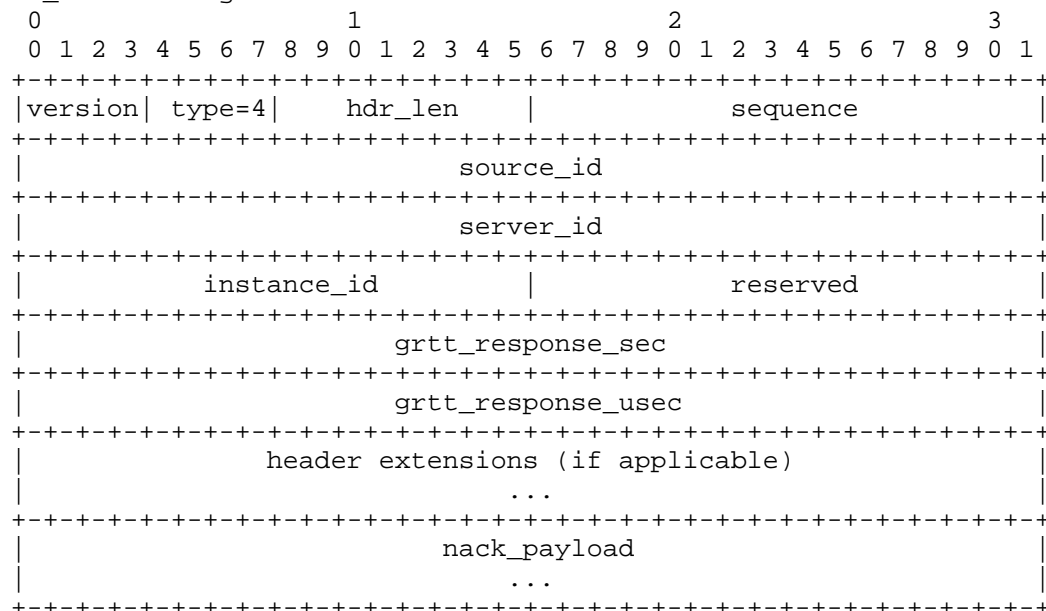 0                   1                   2                   3
0 1 2 3 4 5 6 7 8 9 0 1 2 3 4 5 6 7 8 9 0 1 2 3 4 5 6 7 8 9 0 1
+-+-+-+-+-+-+-+-+-+-+-+-+-+-+-+-+-+-+-+-+-+-+-+-+-+-+-+-+-+-+-+-+
|version| type=4|    hdr_len    |            sequence           |
+-+-+-+-+-+-+-+-+-+-+-+-+-+-+-+-+-+-+-+-+-+-+-+-+-+-+-+-+-+-+-+-+
|                           source_id                           |
+-+-+-+-+-+-+-+-+-+-+-+-+-+-+-+-+-+-+-+-+-+-+-+-+-+-+-+-+-+-+-+-+
|                           server_id                           |
+-+-+-+-+-+-+-+-+-+-+-+-+-+-+-+-+-+-+-+-+-+-+-+-+-+-+-+-+-+-+-+-+
|           instance_id         |            reserved           |
+-+-+-+-+-+-+-+-+-+-+-+-+-+-+-+-+-+-+-+-+-+-+-+-+-+-+-+-+-+-+-+-+
|                       grtt_response_sec                       |
+-+-+-+-+-+-+-+-+-+-+-+-+-+-+-+-+-+-+-+-+-+-+-+-+-+-+-+-+-+-+-+-+
|                       grtt_response_usec                      |
+-+-+-+-+-+-+-+-+-+-+-+-+-+-+-+-+-+-+-+-+-+-+-+-+-+-+-+-+-+-+-+-+
|               header extensions (if applicable)               |
|                              ...                              |
+-+-+-+-+-+-+-+-+-+-+-+-+-+-+-+-+-+-+-+-+-+-+-+-+-+-+-+-+-+-+-+-+
|                          nack_payload                         |
|                              ...                              |
+-+-+-+-+-+-+-+-+-+-+-+-+-+-+-+-+-+-+-+-+-+-+-+-+-+-+-+-+-+-+-+-+